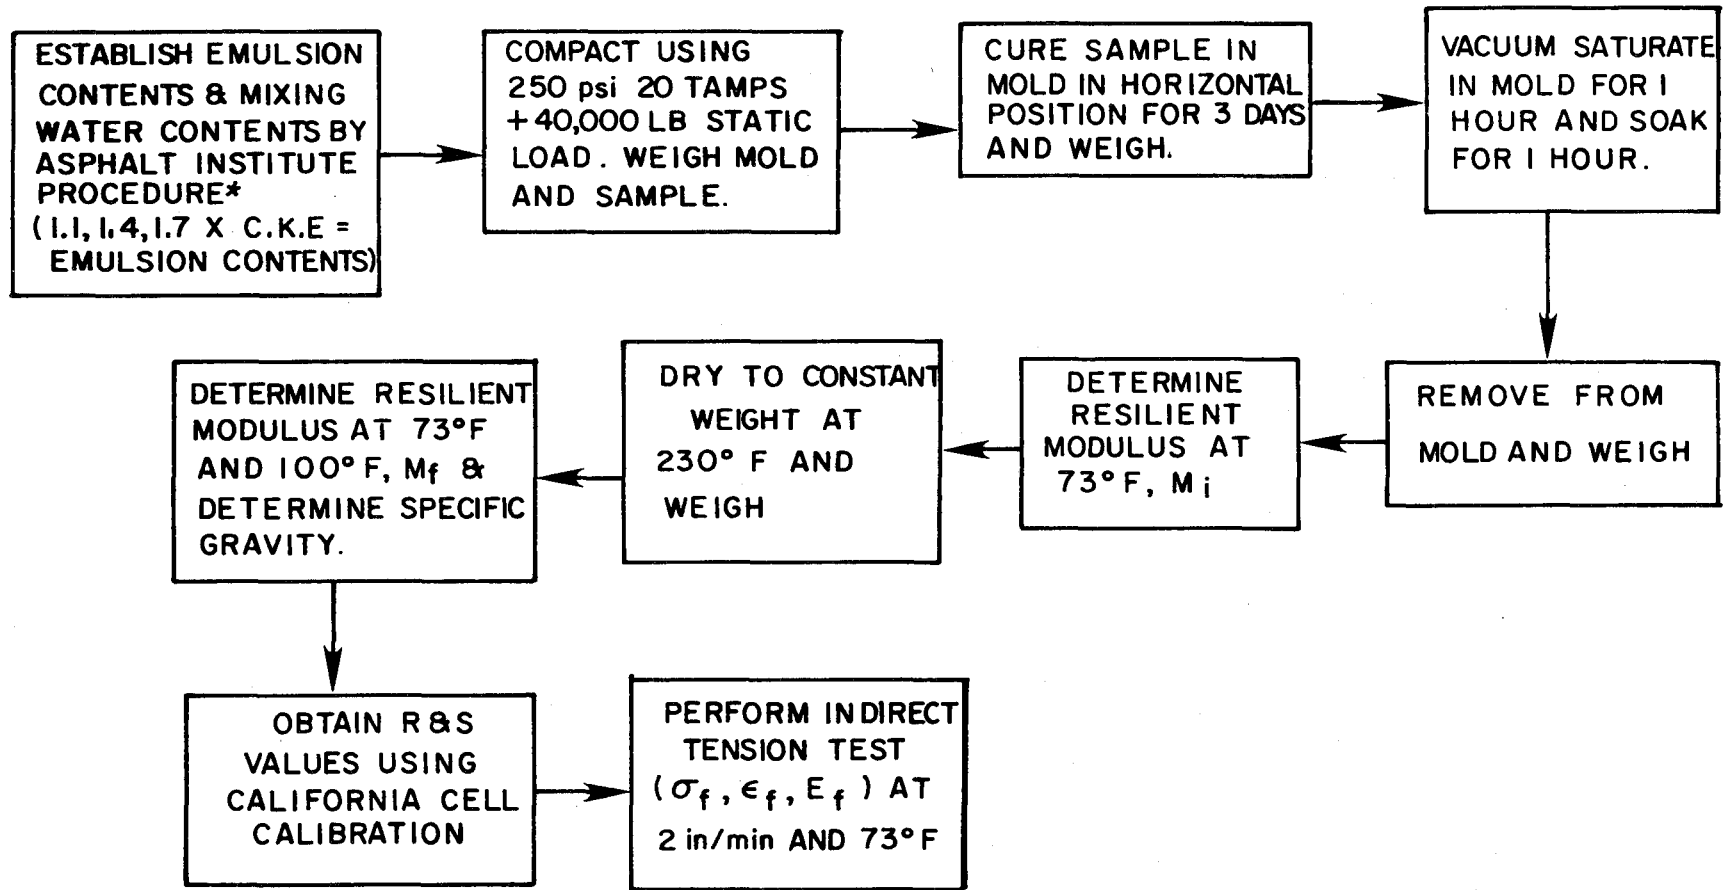 ESTABLISH EMULSION
CONTENTS & MIXING
WATER CONTENTS BY
ASPHALT INSTITUTE
PROCEDURE*
(1.1, 1.4, 1.7 X C.K.E =
EMULSION CONTENTS)
COMPACT USING
250 psi 20 TAMPS
+40,000 LB STATIC
LOAD. WEIGH MOLD
AND SAMPLE.
CURE SAMPLE IN
MOLD IN HORIZONTAL
POSITION FOR 3 DAYS
AND WEIGH.
VACUUM SATURATE
IN MOLD FOR 1
HOUR AND SOAK
FOR 1 HOUR.
REMOVE FROM
MOLD AND WEIGH
DETERMINE
RESILIENT
MODULUS AT
73°F, Mi
DRY TO CONSTANT
WEIGHT AT
230° F AND
WEIGH
DETERMINE RESILIENT
MODULUS AT 73°F
AND 100°F, Mf &
DETERMINE SPECIFIC
GRAVITY.
OBTAIN R & S
VALUES USING
CALIFORNIA CELL
CALIBRATION
PERFORM INDIRECT
TENSION TEST
(σf, ϵf, Ef) AT
2 in/min AND 73°F